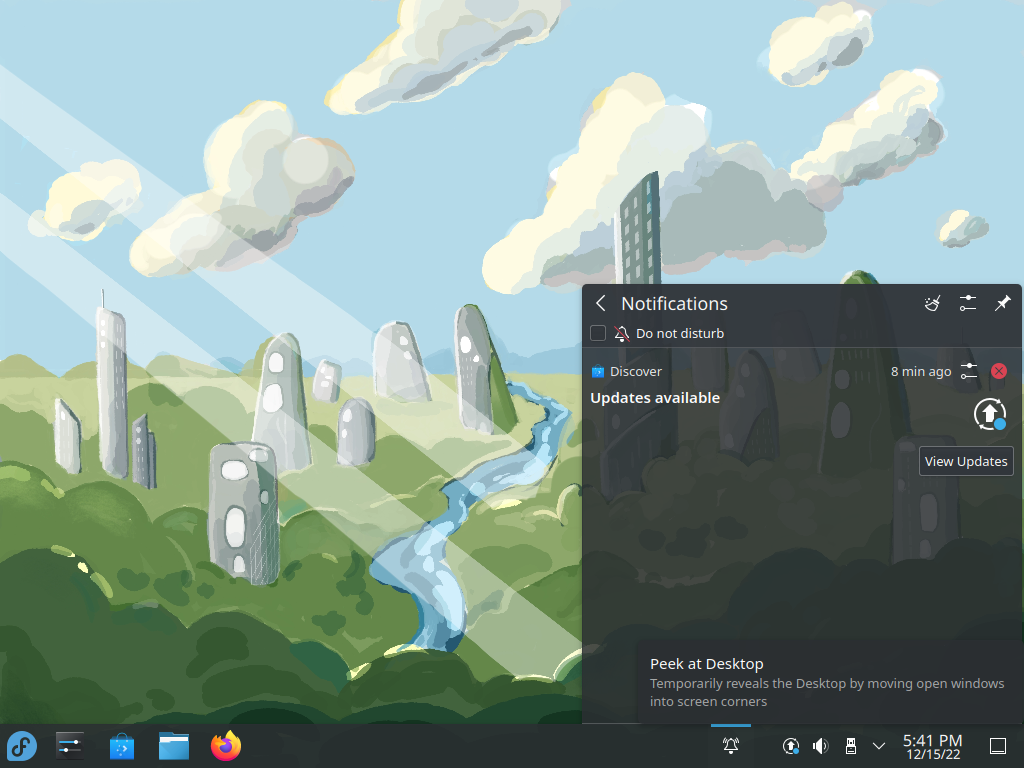 Notifications
Do not disturb
Discover 8 min ago
Updates available
View Updates
Peek at Desktop
Temporarily reveals the Desktop by moving open windows
into screen corners
5:41 PM
12/15/22